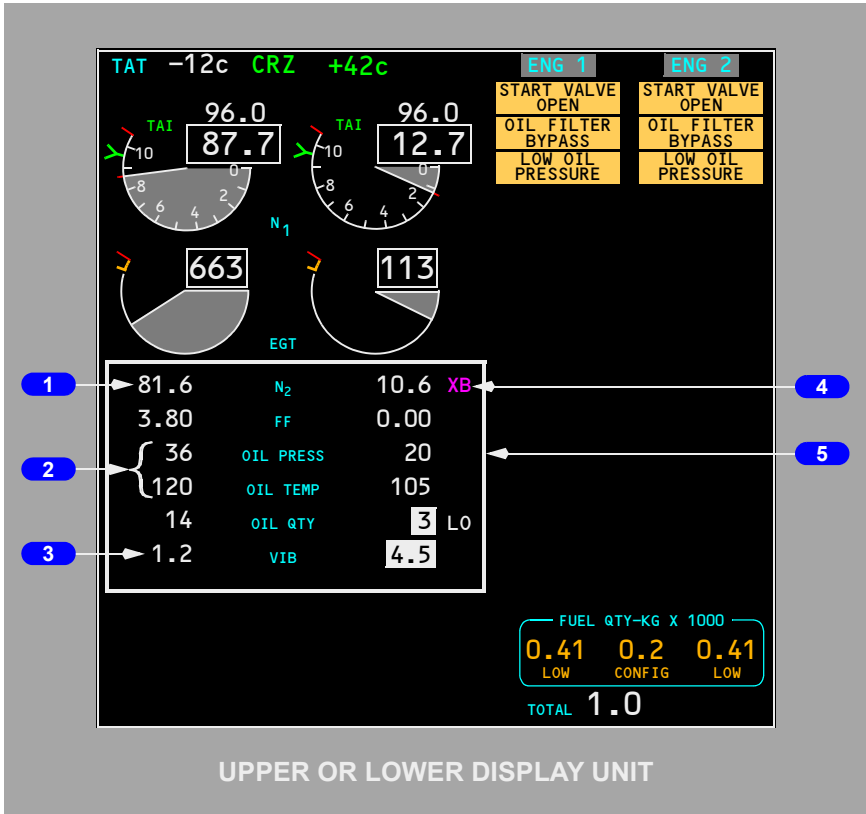 TAT -12c CRZ +42c
ENG 1 ENG 2
START VALVE OPEN START VALVE OPEN
OIL FILTER BYPASS OIL FILTER BYPASS
LOW OIL PRESSURE LOW OIL PRESSURE
TAI 96.0 TAI 96.0
87.7 12.7
10 8 6 4 2 0 10 8 6 4 2 0
N1
663 113
EGT
1 81.6 N2 10.6 XB 4
3.80 FF 0.00
2 36 OIL PRESS 20 5
120 OIL TEMP 105
14 OIL QTY 3 LO
3 1.2 VIB 4.5
FUEL QTY-KG X 1000
0.41 0.2 0.41
LOW CONFIG LOW
TOTAL 1.0
UPPER OR LOWER DISPLAY UNIT